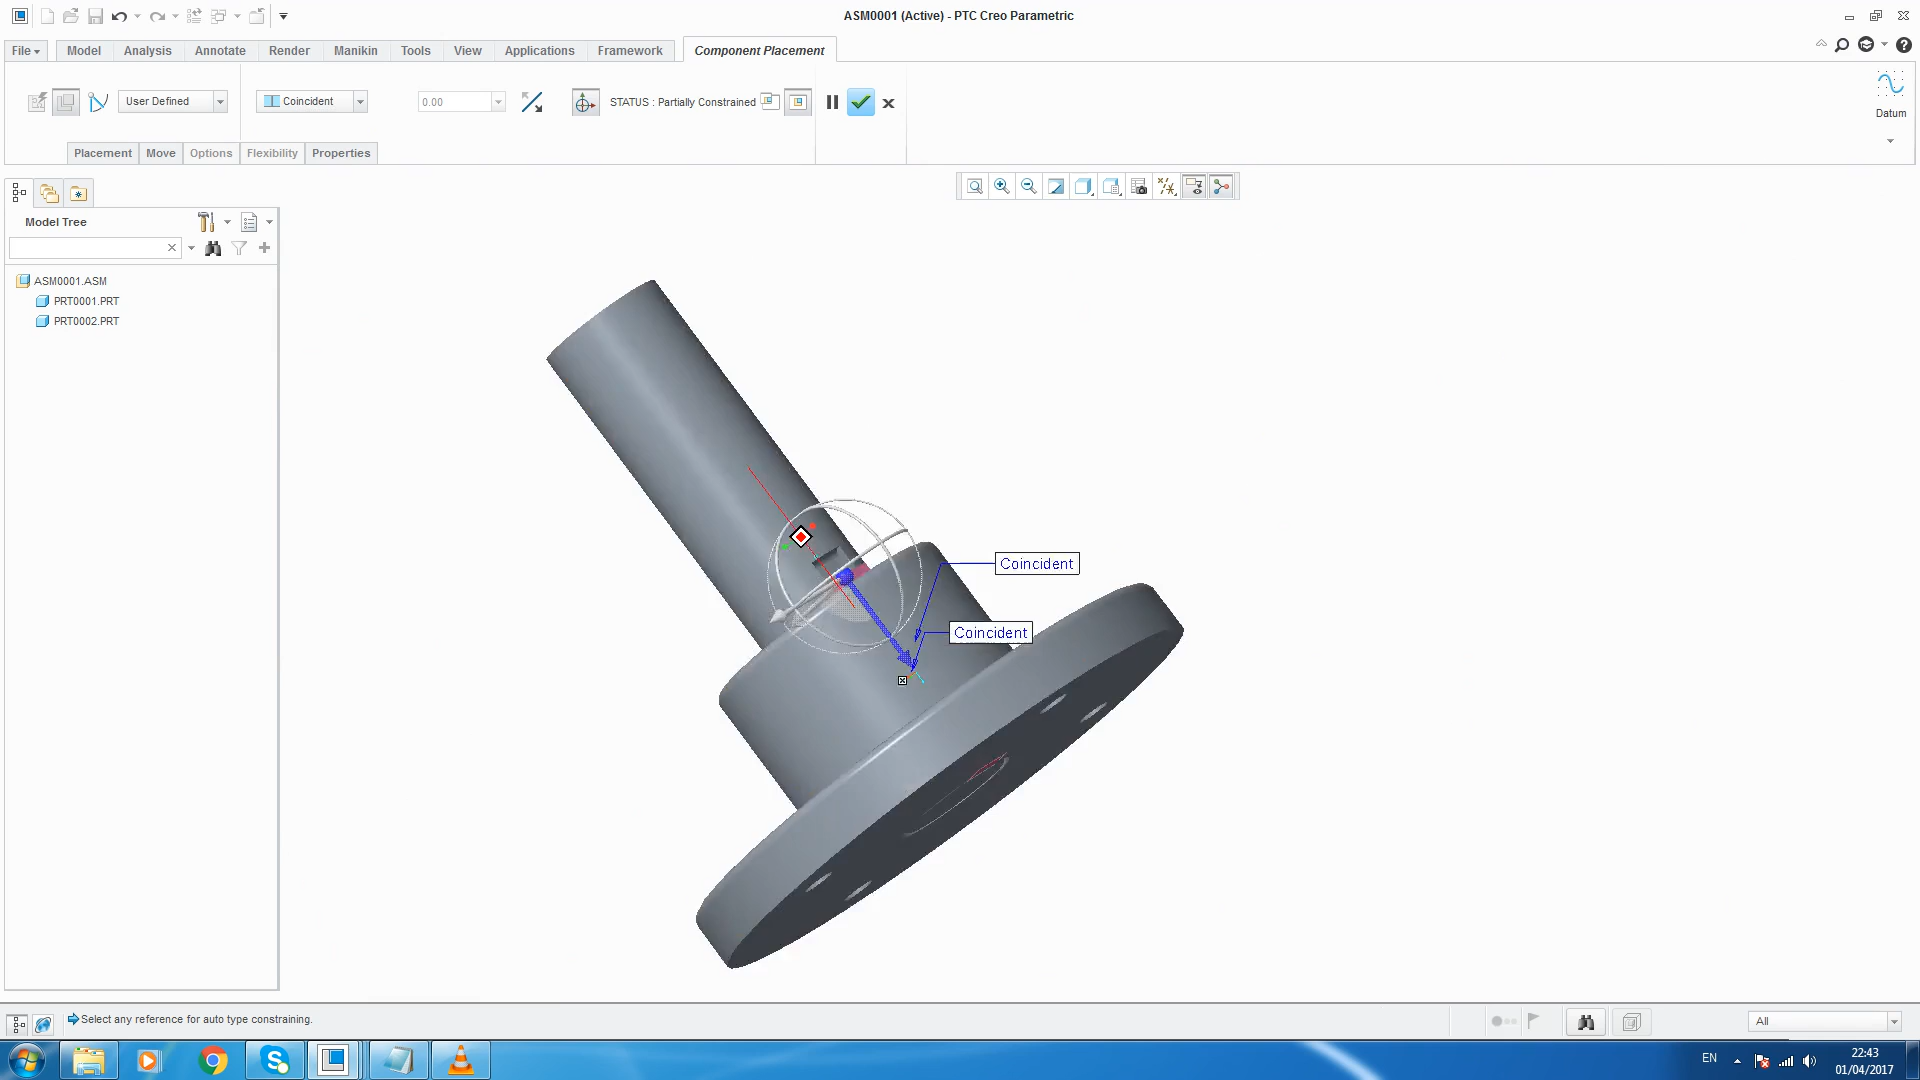 ASM0001 (Active) - PTC Creo Parametric
File
Model
Analysis
Annotate
Render
Manikin
Tools
View
Applications
Framework
Component Placement
User Defined
Coincident
0.00
STATUS : Partially Constrained
Datum
Placement
Move
Options
Flexibility
Properties
Model Tree
ASM0001.ASM
PRT0001.PRT
PRT0002.PRT
Coincident
Coincident
Select any reference for auto type constraining.
All
EN
22:43
01/04/2017